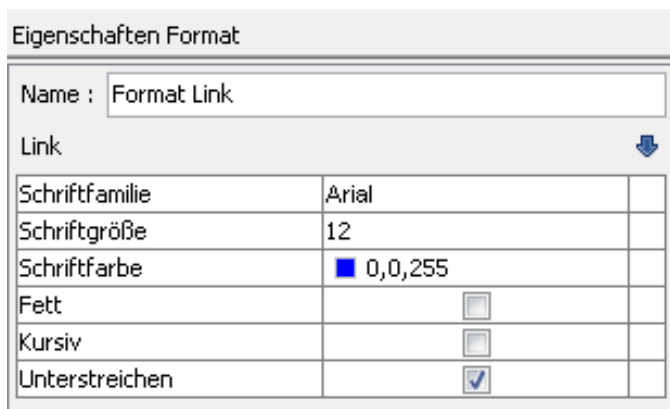 Eigenschaften Format
Name : Format Link
Link
Schriftfamilie Arial
Schriftgröße 12
Schriftfarbe 0,0,255
Fett
Kursiv
Unterstreichen